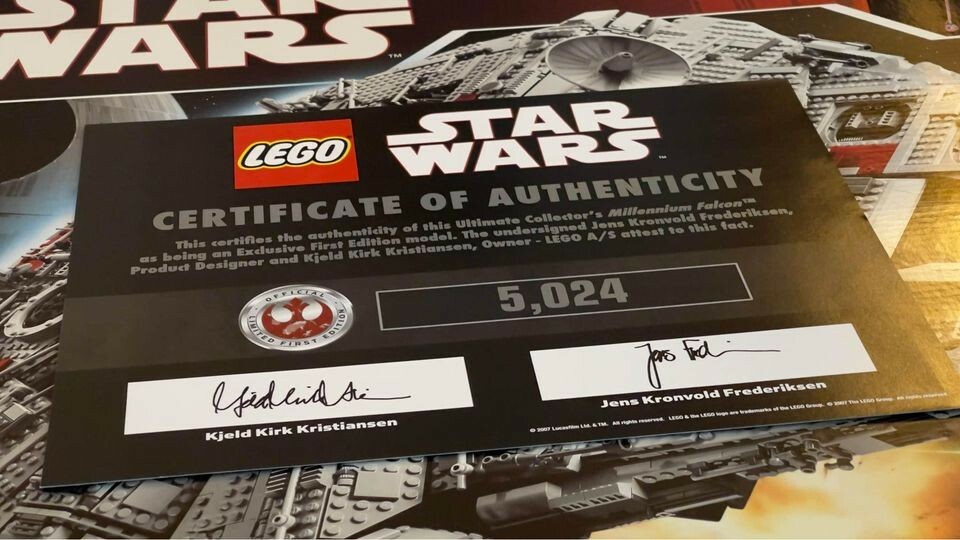 STAR
WARS™
LEGO
STAR
WARS™
CERTIFICATE OF AUTHENTICITY
This certifies the authenticity of this Ultimate Collector's Millennium Falcon™
as being an Exclusive First Edition model. The undersigned Jens Kronvold Frederiksen,
Product Designer and Kjeld Kirk Kristiansen, Owner - LEGO A/S attest to this fact.
OFFICIAL
LIMITED FIRST EDITION
5,024
Kjeld Kirk Kristiansen
Jens Kronvold Frederiksen
© 2007 Lucasfilm Ltd. & TM. All rights reserved. LEGO & the LEGO logo are trademarks of the LEGO Group. © 2007 The LEGO Group. All rights reserved.